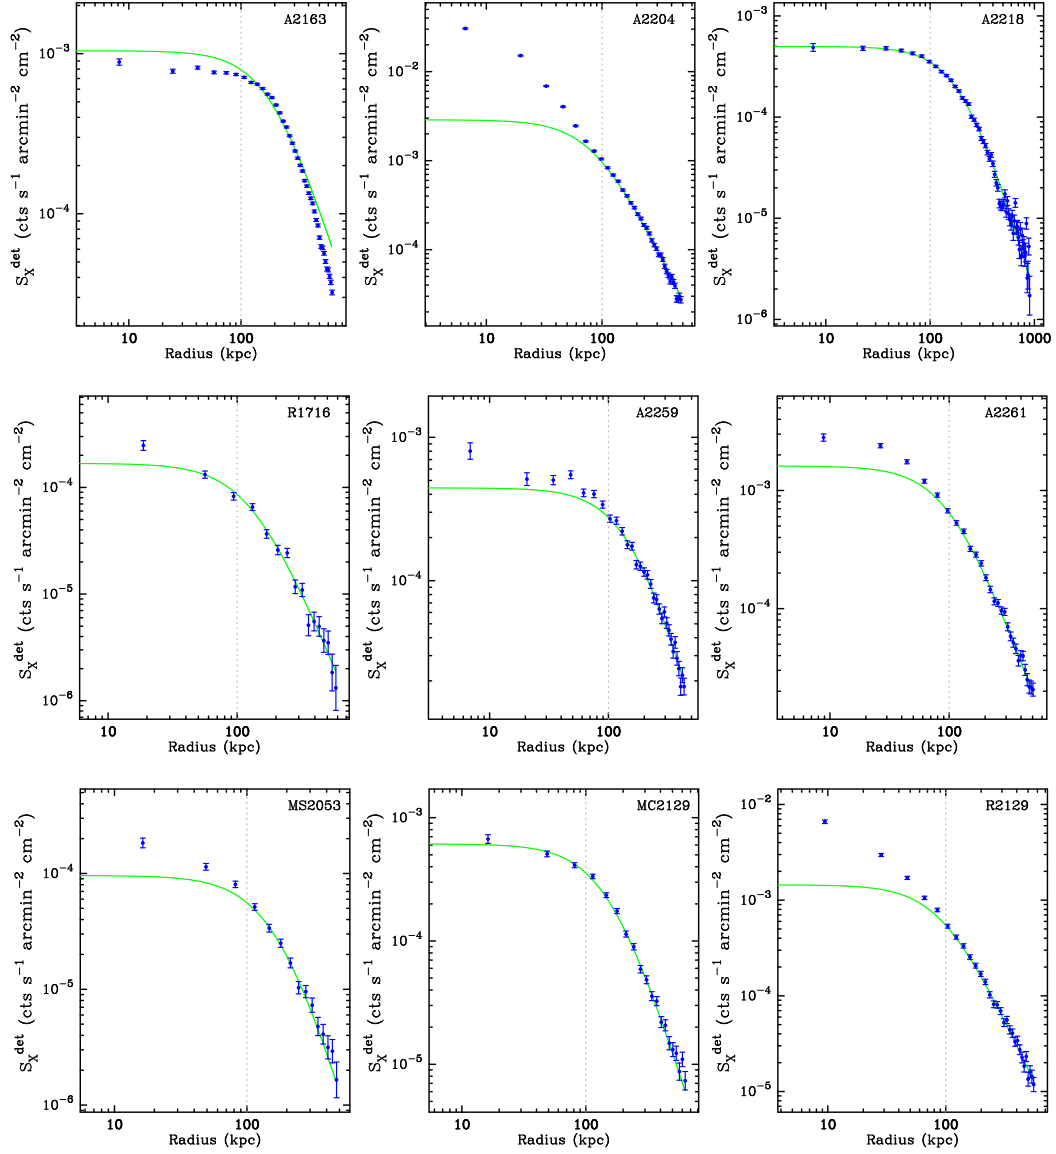 A2163
A2204
A2218
10⁻³
10⁻⁴
10⁻²
10⁻³
10⁻⁴
10⁻³
10⁻⁴
10⁻⁵
10⁻⁶
S_X^det (cts s⁻¹ arcmin⁻² cm⁻²)
S_X^det (cts s⁻¹ arcmin⁻² cm⁻²)
S_X^det (cts s⁻¹ arcmin⁻² cm⁻²)
10 100
10 100
10 100 1000
Radius (kpc)
Radius (kpc)
Radius (kpc)
R1716
A2259
A2261
10⁻⁴
10⁻⁵
10⁻⁶
10⁻³
10⁻⁴
10⁻³
10⁻⁴
S_X^det (cts s⁻¹ arcmin⁻² cm⁻²)
S_X^det (cts s⁻¹ arcmin⁻² cm⁻²)
S_X^det (cts s⁻¹ arcmin⁻² cm⁻²)
10 100
10 100
10 100
Radius (kpc)
Radius (kpc)
Radius (kpc)
MS2053
MC2129
R2129
10⁻⁴
10⁻⁵
10⁻⁶
10⁻³
10⁻⁴
10⁻⁵
10⁻²
10⁻³
10⁻⁴
10⁻⁵
S_X^det (cts s⁻¹ arcmin⁻² cm⁻²)
S_X^det (cts s⁻¹ arcmin⁻² cm⁻²)
S_X^det (cts s⁻¹ arcmin⁻² cm⁻²)
10 100
10 100
10 100
Radius (kpc)
Radius (kpc)
Radius (kpc)